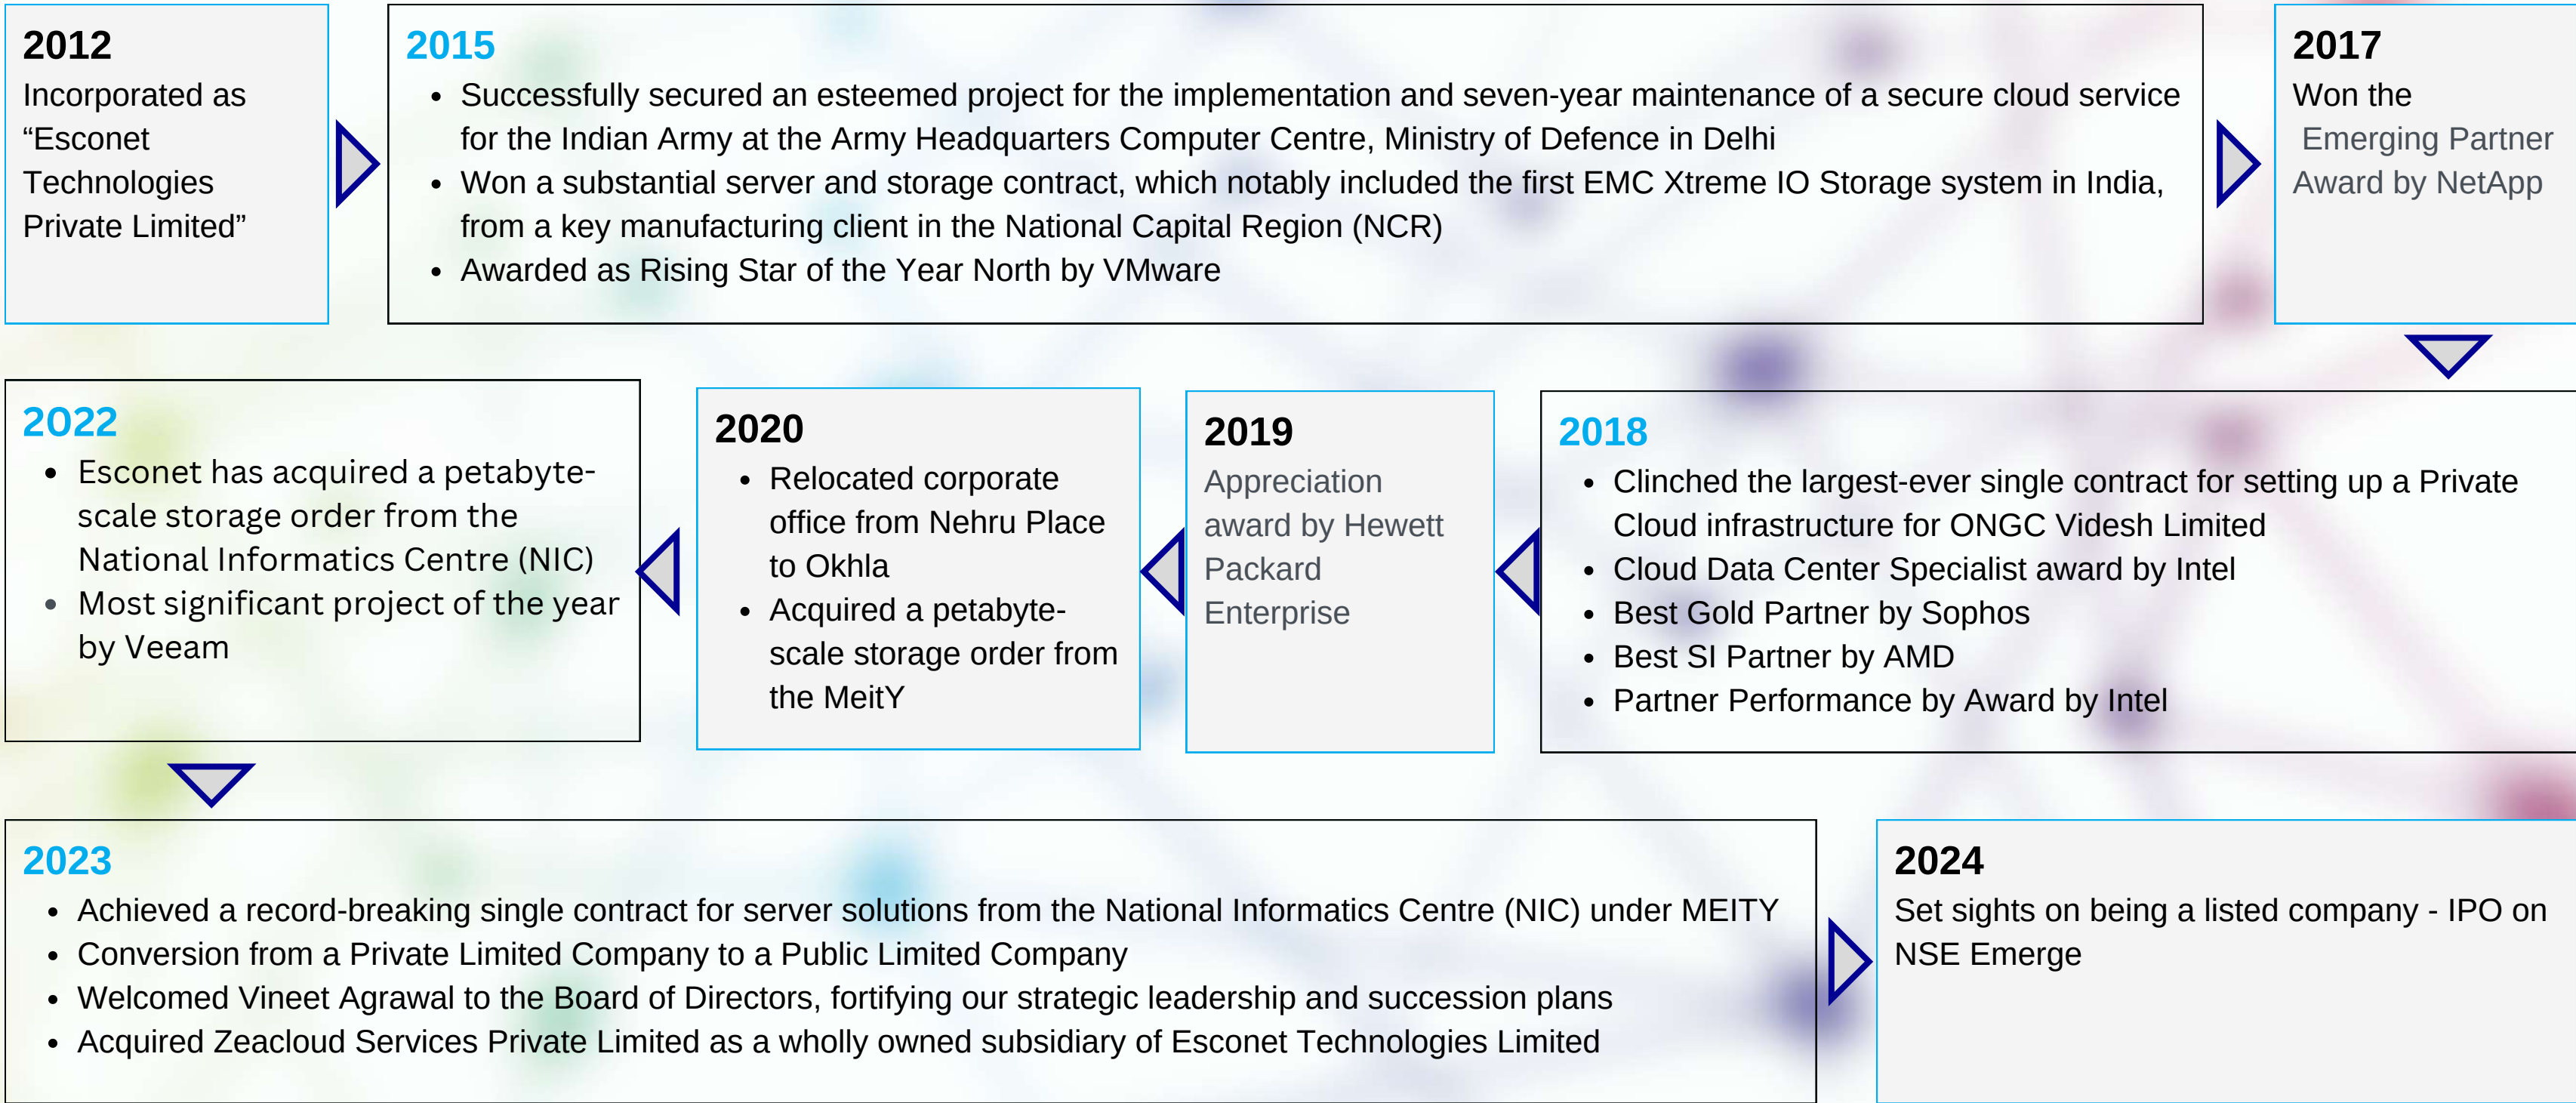 2012
Incorporated as
“Esconet
Technologies
Private Limited”
2015
• Successfully secured an esteemed project for the implementation and seven-year maintenance of a secure cloud service
for the Indian Army at the Army Headquarters Computer Centre, Ministry of Defence in Delhi
• Won a substantial server and storage contract, which notably included the first EMC Xtreme IO Storage system in India,
from a key manufacturing client in the National Capital Region (NCR)
• Awarded as Rising Star of the Year North by VMware
2017
Won the
Emerging Partner
Award by NetApp
2018
• Clinched the largest-ever single contract for setting up a Private
Cloud infrastructure for ONGC Videsh Limited
• Cloud Data Center Specialist award by Intel
• Best Gold Partner by Sophos
• Best SI Partner by AMD
• Partner Performance by Award by Intel
2019
Appreciation
award by Hewett
Packard
Enterprise
2020
• Relocated corporate
office from Nehru Place
to Okhla
• Acquired a petabyte-
scale storage order from
the MeitY
2022
• Esconet has acquired a petabyte-
scale storage order from the
National Informatics Centre (NIC)
• Most significant project of the year
by Veeam
2023
• Achieved a record-breaking single contract for server solutions from the National Informatics Centre (NIC) under MEITY
• Conversion from a Private Limited Company to a Public Limited Company
• Welcomed Vineet Agrawal to the Board of Directors, fortifying our strategic leadership and succession plans
• Acquired Zeacloud Services Private Limited as a wholly owned subsidiary of Esconet Technologies Limited
2024
Set sights on being a listed company - IPO on
NSE Emerge